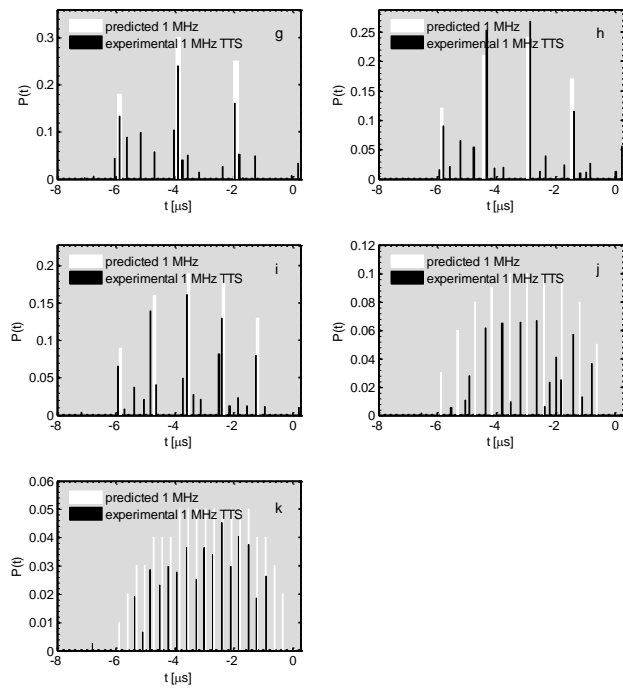 predicted 1 MHz
experimental 1 MHz TTS
g
P(t)
0.3
0.2
0.1
0
-8 -6 -4 -2 0
t [μs]
predicted 1 MHz
experimental 1 MHz TTS
h
P(t)
0.25
0.2
0.15
0.1
0.05
0
-8 -6 -4 -2 0
t [μs]
predicted 1 MHz
experimental 1 MHz TTS
i
P(t)
0.2
0.15
0.1
0.05
0
-8 -6 -4 -2 0
t [μs]
predicted 1 MHz
experimental 1 MHz TTS
j
P(t)
0.12
0.1
0.08
0.06
0.04
0.02
0
-8 -6 -4 -2 0
t [μs]
predicted 1 MHz
experimental 1 MHz TTS
k
P(t)
0.06
0.05
0.04
0.03
0.02
0.01
0
-8 -6 -4 -2 0
t [μs]